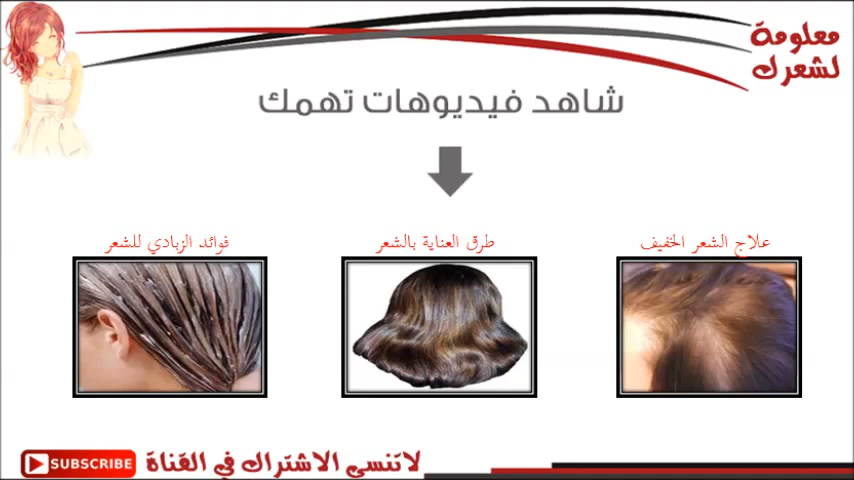 معلومة
لشعرك
شاهد فيديوهات تهمك
علاج الشعر الخفيف
طرق العناية بالشعر
فوائد الزبادي للشعر
لاتنسى الاشتراك في القناة
SUBSCRIBE